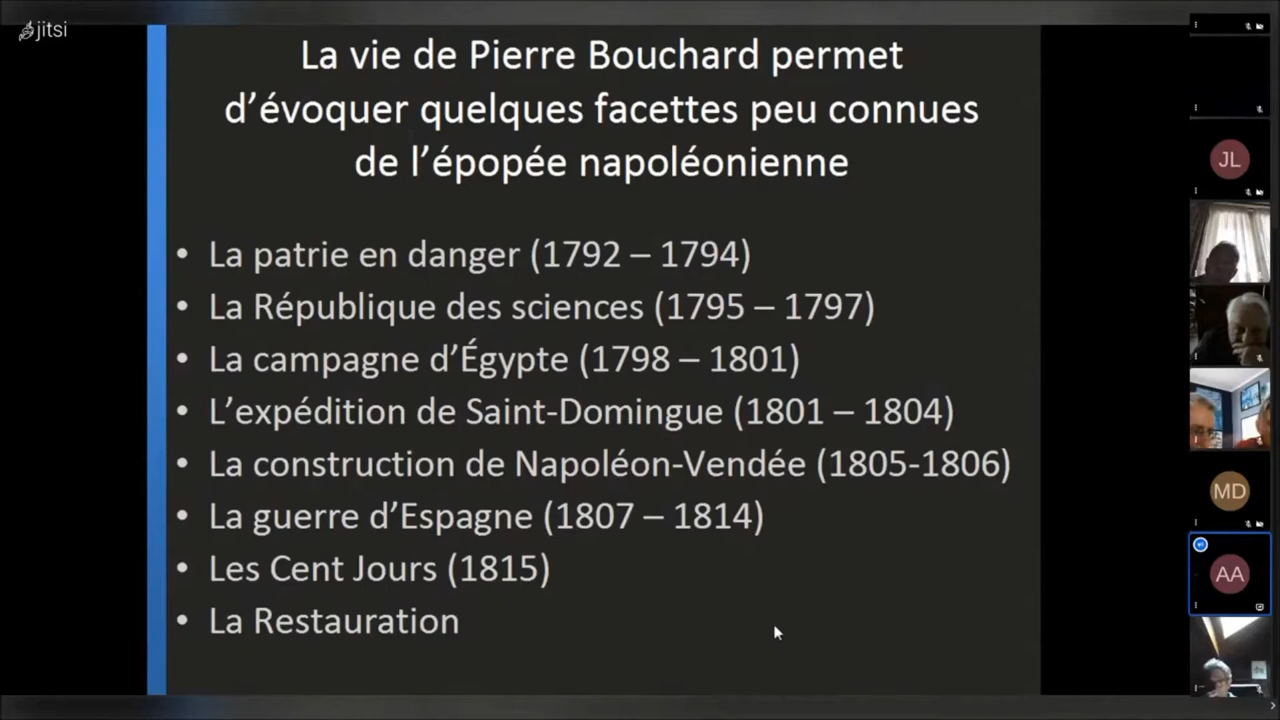 jitsi
La vie de Pierre Bouchard permet
d’évoquer quelques facettes peu connues
de l’épopée napoléonienne
• La patrie en danger (1792 – 1794)
• La République des sciences (1795 – 1797)
• La campagne d’Égypte (1798 – 1801)
• L’expédition de Saint-Domingue (1801 – 1804)
• La construction de Napoléon-Vendée (1805-1806)
• La guerre d’Espagne (1807 – 1814)
• Les Cent Jours (1815)
• La Restauration
JL
MD
AA